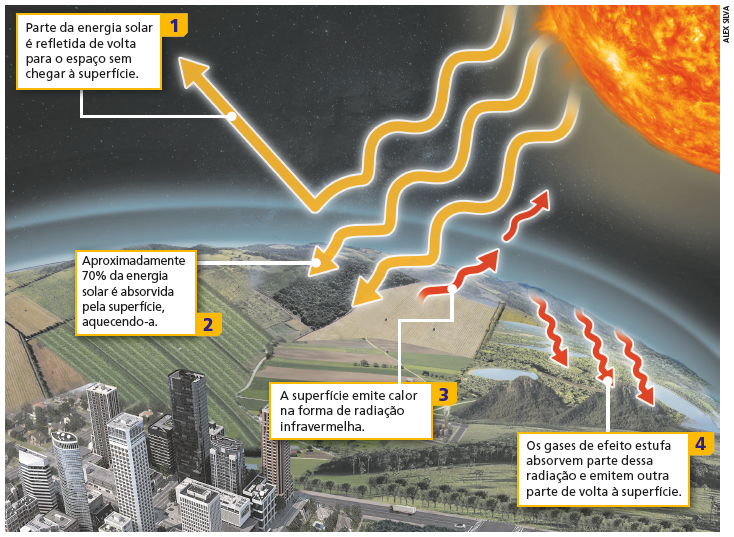 1
Parte da energia solar
é refletida de volta
para o espaço sem
chegar à superfície.
ALEX SILVA
Aproximadamente
70% da energia
solar é absorvida
pela superfície,
aquecendo-a.
2
3
A superfície emite calor
na forma de radiação
infravermelha.
4
Os gases de efeito estufa
absorvem parte dessa
radiação e emitem outra
parte de volta à superfície.